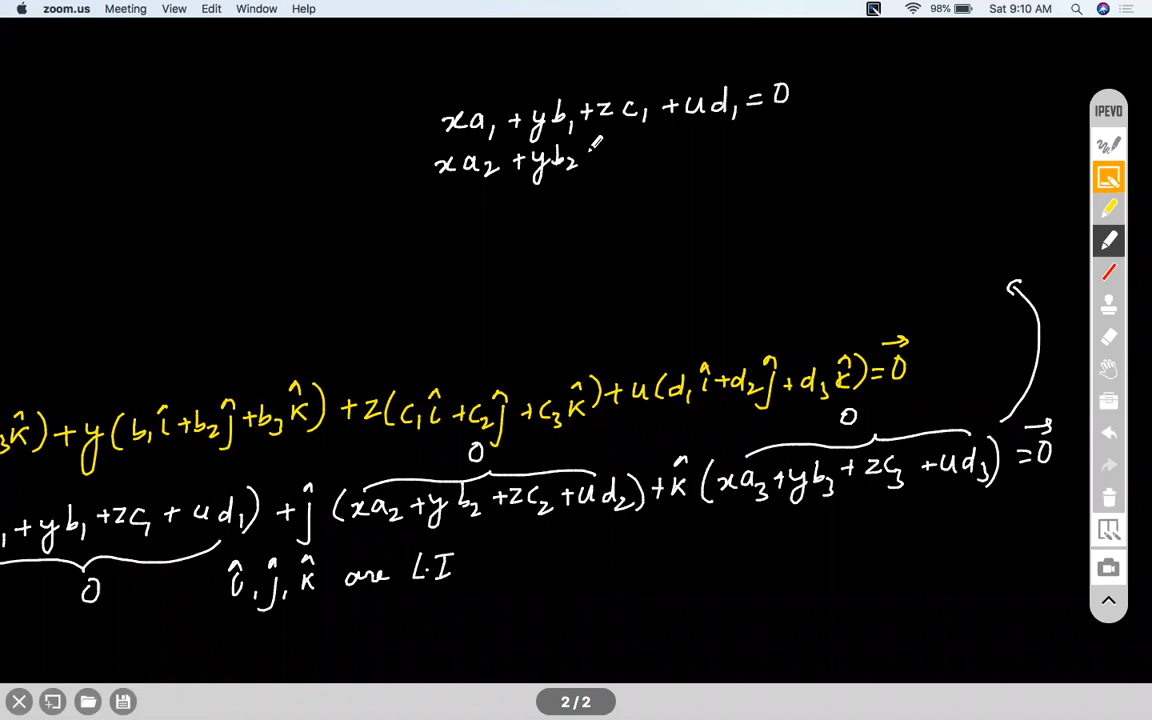 zoom.us Meeting View Edit Window Help 98% Sat 9:10 AM
xa₁ + yb₁ + zc₁ + ud₁ = 0
xa₂ + yb₂
IPEVO
₃k̂) + y(b₁î + b₂ĵ + b₃k̂) + z(c₁î + c₂ĵ + c₃k̂) + u(d₁î + d₂ĵ + d₃k̂) = 0⃗
0 0
₁ + yb₁ + zc₁ + ud₁) + ĵ (xa₂ + yb₂ + zc₂ + ud₂) + k̂ (xa₃ + yb₃ + zc₃ + ud₃) = 0⃗
0 î, ĵ, k̂ are L.I
2/2